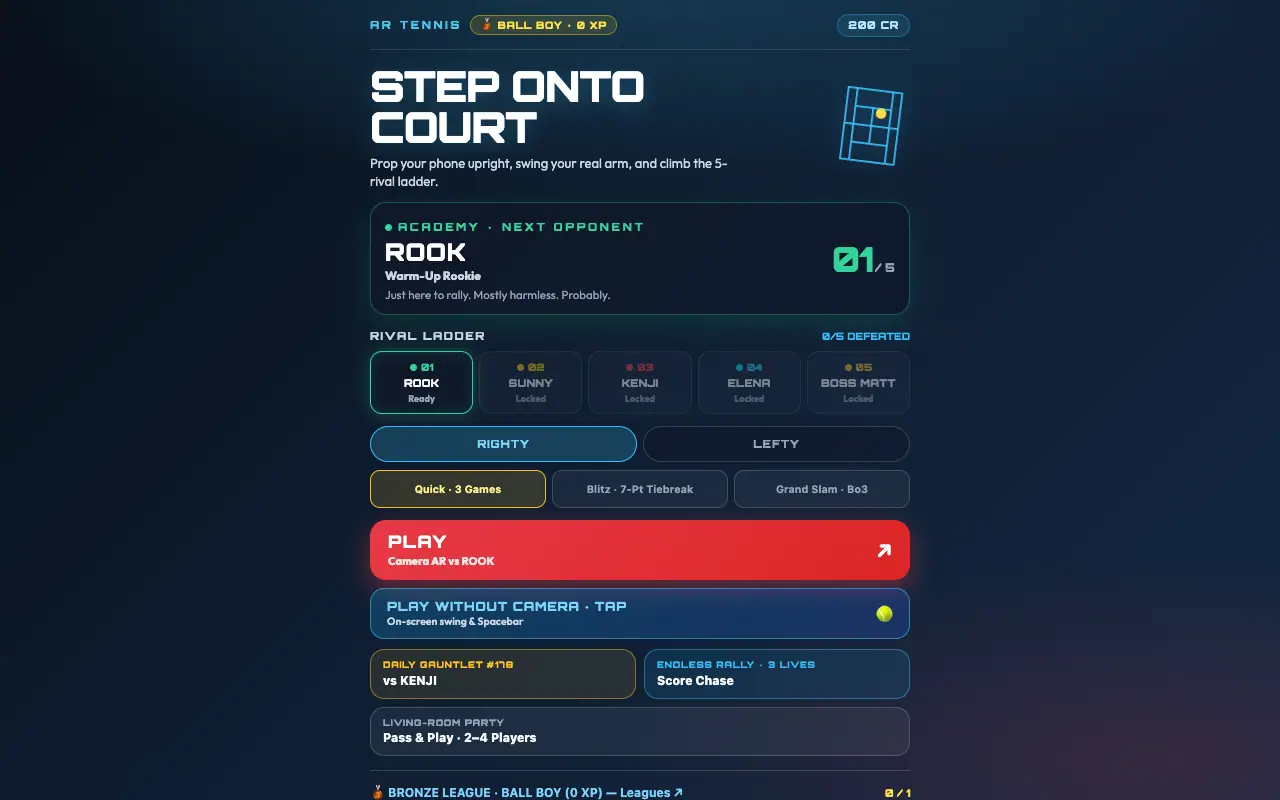 AR TENNIS
BALL BOY · 0 XP
200 CR
STEP ONTO
COURT
Prop your phone upright, swing your real arm, and climb the 5-
rival ladder.
ACADEMY · NEXT OPPONENT
ROOK
Warm-Up Rookie
Just here to rally. Mostly harmless. Probably.
01/ 5
RIVAL LADDER
0/5 DEFEATED
01
ROOK
Ready
02
SUNNY
Locked
03
KENJI
Locked
04
ELENA
Locked
05
BOSS MATT
Locked
RIGHTY
LEFTY
Quick · 3 Games
Blitz · 7-Pt Tiebreak
Grand Slam · Bo3
PLAY
Camera AR vs ROOK
PLAY WITHOUT CAMERA · TAP
On-screen swing & Spacebar
DAILY GAUNTLET #178
vs KENJI
ENDLESS RALLY · 3 LIVES
Score Chase
LIVING-ROOM PARTY
Pass & Play · 2–4 Players
BRONZE LEAGUE · BALL BOY (0 XP) — Leagues ↗
0 / 1